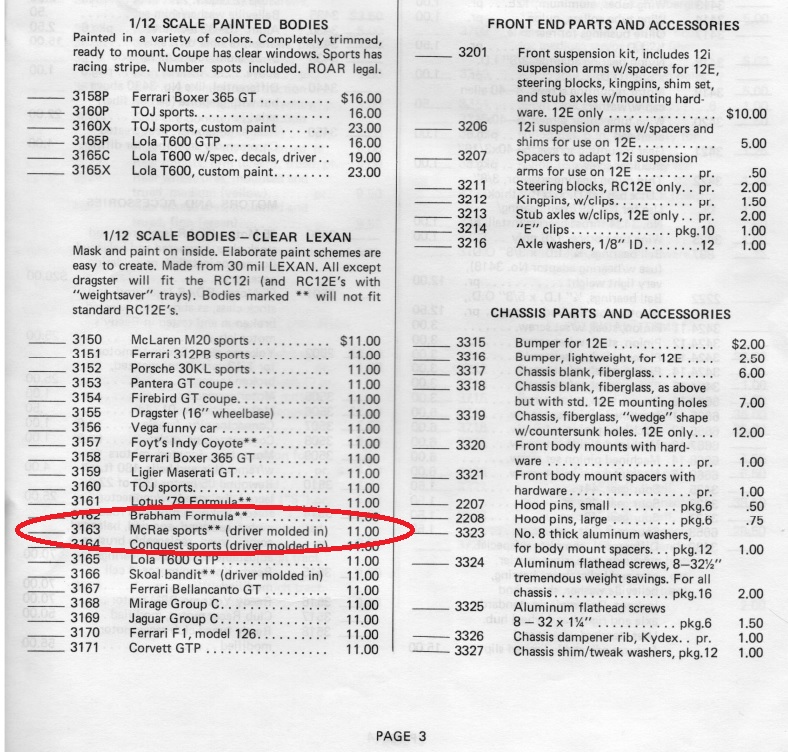 1/12 SCALE PAINTED BODIES
Painted in a variety of colors. Completely trimmed,
ready to mount. Coupe has clear windows. Sports has
racing stripe. Number spots included. ROAR legal.
3158P Ferrari Boxer 365 GT ............ $16.00
3160P TOJ sports .................. 16.00
3160X TOJ sports, custom paint ....... 23.00
3165P Lola T600 GTP ............... 16.00
3165C Lola T600 w/spec. decals, driver.. 19.00
3165X Lola T600, custom paint........ 23.00
1/12 SCALE BODIES — CLEAR LEXAN
Mask and paint on inside. Elaborate paint schemes are
easy to create. Made from 30 mil LEXAN. All except
dragster will fit the RC12i (and RC12E's with
"weightsaver" trays). Bodies marked ** will not fit
standard RC12E's.
3150 McLaren M20 sports ........... $11.00
3151 Ferrari 312PB sports ........... 11.00
3152 Porsche 30KL sports ........... 11.00
3153 Pantera GT coupe ............. 11.00
3154 Firebird GT coupe............. 11.00
3155 Dragster (16" wheelbase) ....... 11.00
3156 Vega funny car .............. 11.00
3157 Foyt's Indy Coyote**........... 11.00
3158 Ferrari Boxer 365 GT .......... 11.00
3159 Ligier Maserati GT............ 11.00
3160 TOJ sports.................. 11.00
3161 Lotus '79 Formula**........... 11.00
3162 Brabham Formula**............ 11.00
3163 McRae sports** (driver molded in) 11.00
3164 Conquest sports (driver molded in) 11.00
3165 Lola T600 GTP............... 11.00
3166 Skoal bandit** (driver molded in) 11.00
3167 Ferrari Bellancanto GT ......... 11.00
3168 Mirage Group C............... 11.00
3169 Jaguar Group C............... 11.00
3170 Ferrari F1, model 126........... 11.00
3171 Corvett GTP ................ 11.00
FRONT END PARTS AND ACCESSORIES
3201 Front suspension kit, includes 12i
suspension arms w/spacers for 12E,
steering blocks, kingpins, shim set,
and stub axles w/mounting hard-
ware. 12E only ............. $10.00
3206 12i suspension arms w/spacers and
shims for use on 12E.......... 5.00
3207 Spacers to adapt 12i suspension
arms for use on 12E ....... pr. .50
3211 Steering blocks, RC12E only.. pr. 2.00
3212 Kingpins, w/clips......... pr. 1.50
3213 Stub axles w/clips, 12E only.. pr. 2.00
3214 "E" clips............. pkg.10 1.00
3216 Axle washers, 1/8" ID.......12 1.00
CHASSIS PARTS AND ACCESSORIES
3315 Bumper for 12E ............. $2.00
3316 Bumper, lightweight, for 12E .... 2.50
3317 Chassis blank, fiberglass........ 6.00
3318 Chassis blank, fiberglass, as above
but with std. 12E mounting holes 7.00
3319 Chassis, fiberglass, "wedge" shape
w/countersunk holes. 12E only... 12.00
3320 Front body mounts with hard-
ware .................. pr. 1.00
3321 Front body mount spacers with
hardware............... pr. 1.00
2207 Hood pins, small ........ pkg.6 .50
2208 Hood pins, large ........ pkg.6 .75
3323 No. 8 thick aluminum washers,
for body mount spacers... pkg.12 1.00
3324 Aluminum flathead screws, 8—32½"
tremendous weight savings. For all
chassis............... pkg.16 2.00
3325 Aluminum flathead screws
8 — 32 x 1¼" ........... pkg.6 1.50
3326 Chassis dampener rib, Kydex.. pr. 1.00
3327 Chassis shim/tweak washers, pkg.12 1.00
PAGE 3